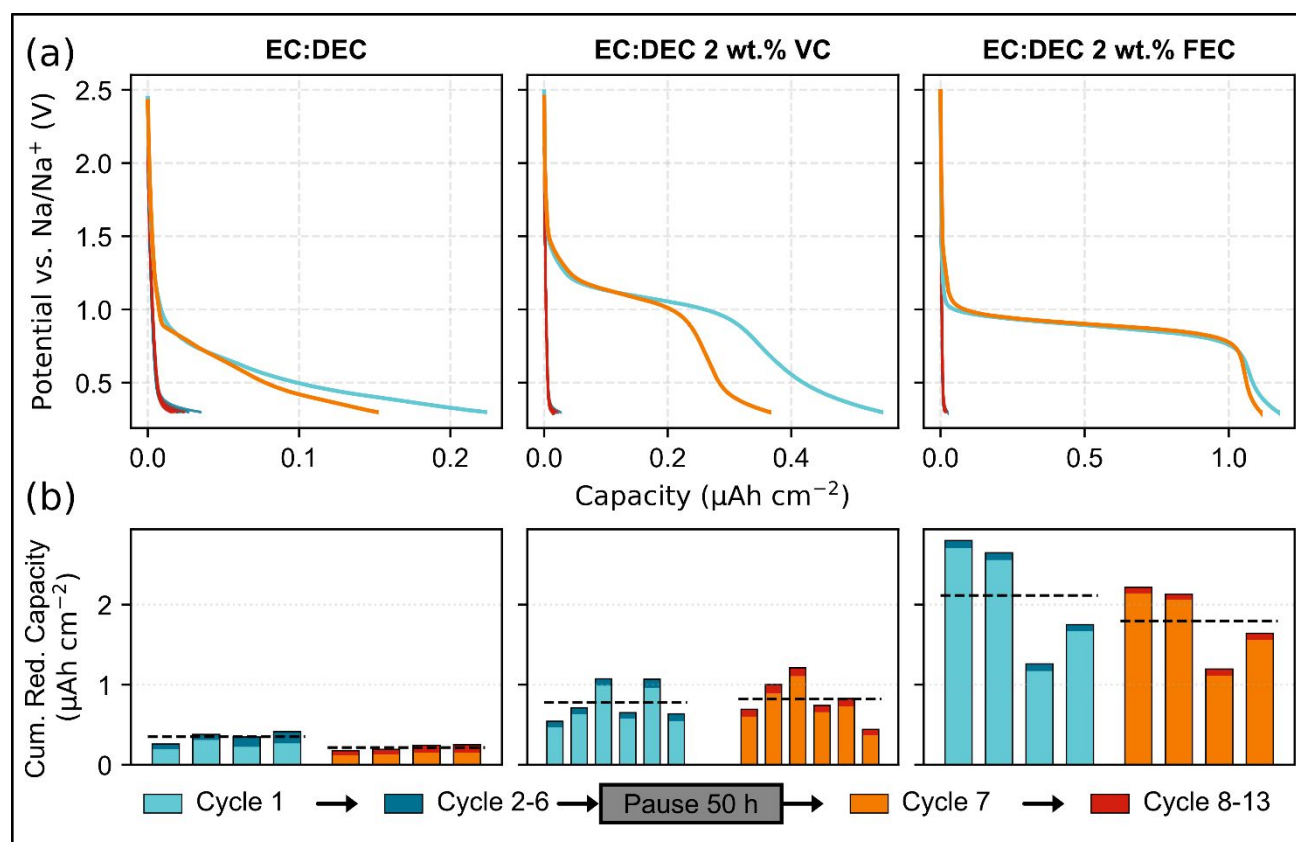 (a)
EC:DEC
EC:DEC 2 wt.% VC
EC:DEC 2 wt.% FEC
Potential vs. Na/Na⁺ (V)
2.5
2.0
1.5
1.0
0.5
0.0 0.1 0.2
0.0 0.2 0.4
0.0 0.5 1.0
Capacity (μAh cm⁻²)
(b)
Cum. Red. Capacity
(μAh cm⁻²)
2
1
0
Cycle 1 Cycle 2-6 Pause 50 h Cycle 7 Cycle 8-13